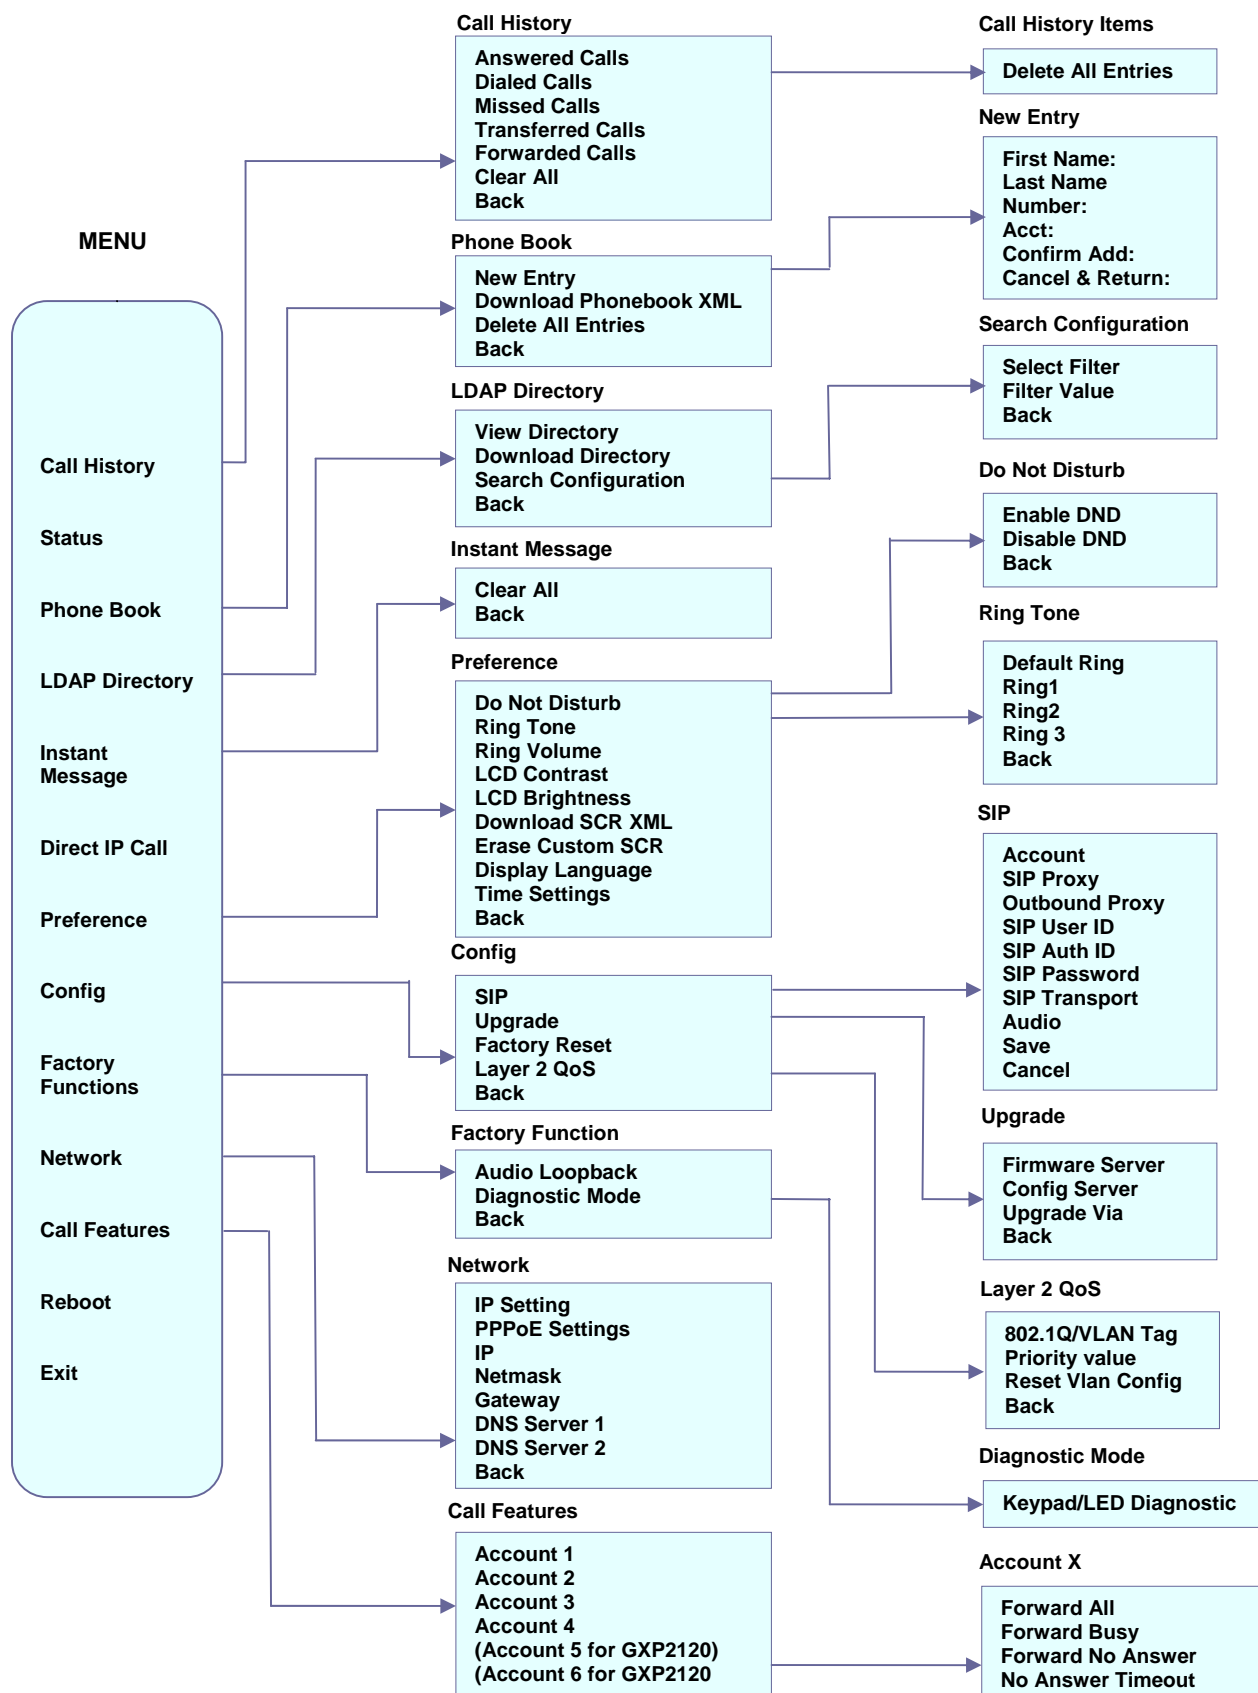 MENU
Call History
Status
Phone Book
LDAP Directory
Instant
Message
Direct IP Call
Preference
Config
Factory
Functions
Network
Call Features
Reboot
Exit
Call History
Answered Calls
Dialed Calls
Missed Calls
Transferred Calls
Forwarded Calls
Clear All
Back
Phone Book
New Entry
Download Phonebook XML
Delete All Entries
Back
LDAP Directory
View Directory
Download Directory
Search Configuration
Back
Instant Message
Clear All
Back
Preference
Do Not Disturb
Ring Tone
Ring Volume
LCD Contrast
LCD Brightness
Download SCR XML
Erase Custom SCR
Display Language
Time Settings
Back
Config
SIP
Upgrade
Factory Reset
Layer 2 QoS
Back
Factory Function
Audio Loopback
Diagnostic Mode
Back
Network
IP Setting
PPPoE Settings
IP
Netmask
Gateway
DNS Server 1
DNS Server 2
Back
Call Features
Account 1
Account 2
Account 3
Account 4
(Account 5 for GXP2120)
(Account 6 for GXP2120
Call History Items
Delete All Entries
New Entry
First Name:
Last Name
Number:
Acct:
Confirm Add:
Cancel & Return:
Search Configuration
Select Filter
Filter Value
Back
Do Not Disturb
Enable DND
Disable DND
Back
Ring Tone
Default Ring
Ring1
Ring2
Ring 3
Back
SIP
Account
SIP Proxy
Outbound Proxy
SIP User ID
SIP Auth ID
SIP Password
SIP Transport
Audio
Save
Cancel
Upgrade
Firmware Server
Config Server
Upgrade Via
Back
Layer 2 QoS
802.1Q/VLAN Tag
Priority value
Reset Vlan Config
Back
Diagnostic Mode
Keypad/LED Diagnostic
Account X
Forward All
Forward Busy
Forward No Answer
No Answer Timeout